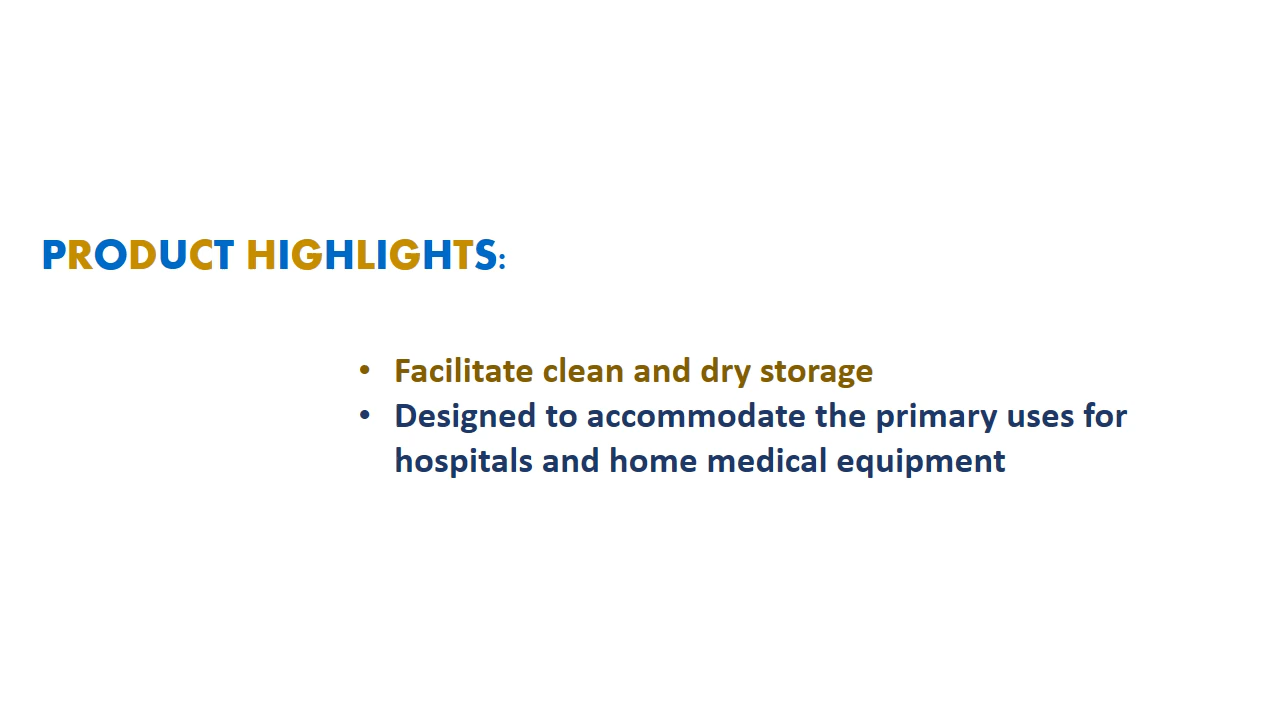 PRODUCT HIGHLIGHTS:
• Facilitate clean and dry storage
• Designed to accommodate the primary uses for
hospitals and home medical equipment